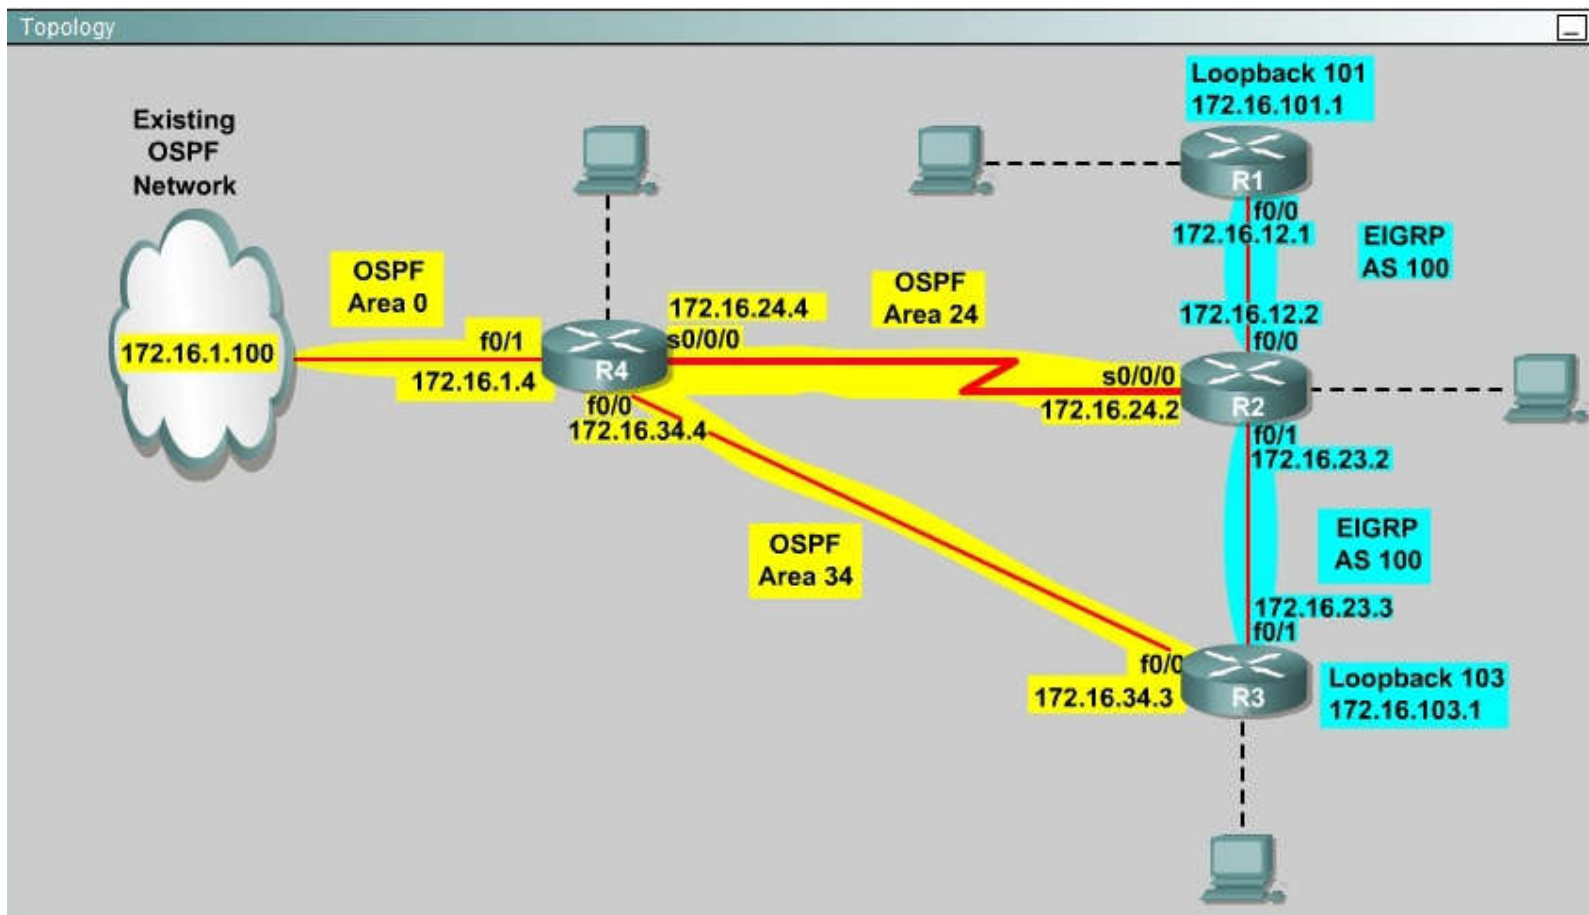 Topology
Loopback 101
172.16.101.1
Existing
OSPF
Network
R1
f0/0
172.16.12.1
EIGRP
AS 100
OSPF
Area 0
OSPF
Area 24
172.16.24.4
s0/0/0
172.16.12.2
f0/0
172.16.1.100
f0/1
172.16.1.4
R4
f0/0
172.16.34.4
s0/0/0
172.16.24.2
R2
f0/1
172.16.23.2
OSPF
Area 34
EIGRP
AS 100
172.16.23.3
f0/1
f0/0
172.16.34.3
R3
Loopback 103
172.16.103.1